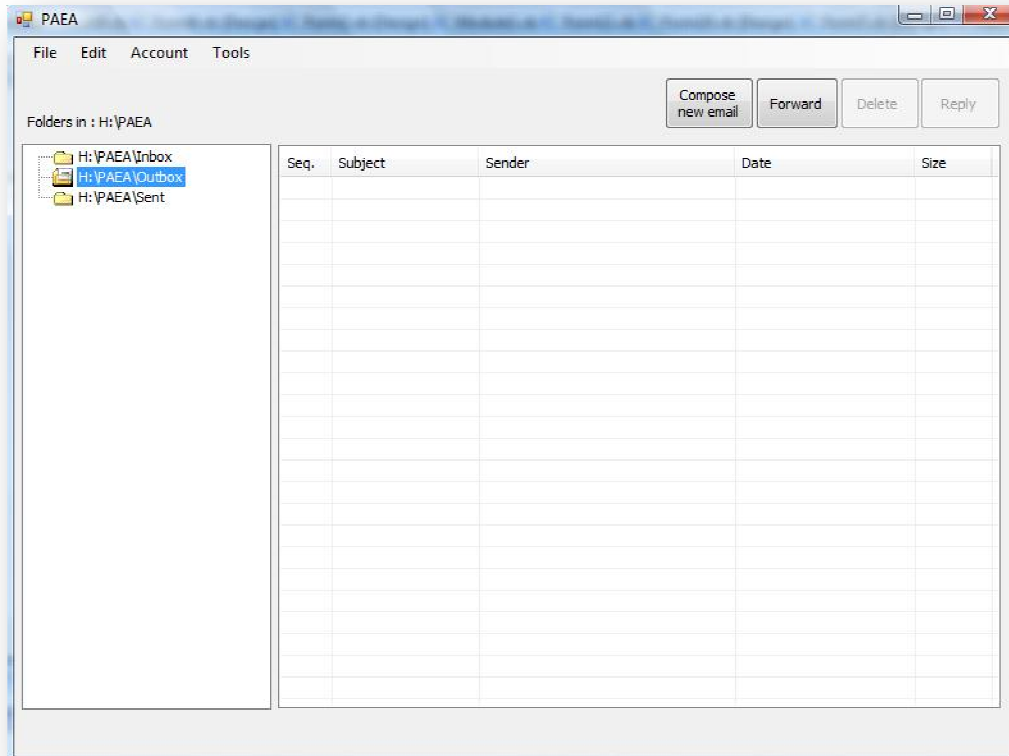 PAEA
File Edit Account Tools
Compose
new email
Forward
Delete
Reply
Folders in : H:\PAEA
H:\PAEA\Inbox
H:\PAEA\Outbox
H:\PAEA\Sent
Seq. Subject Sender Date Size